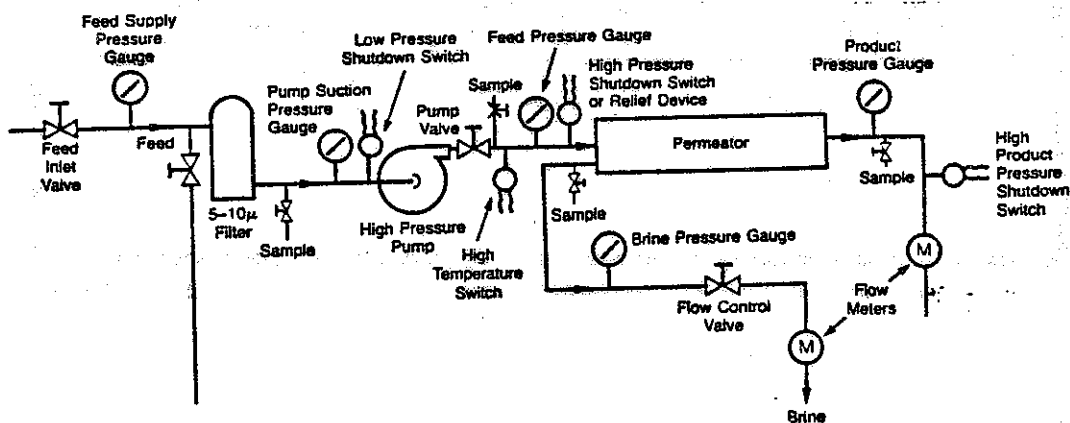 Feed Supply
Pressure
Gauge
Low Pressure
Shutdown Switch
Feed Pressure Gauge
Product
Pressure Gauge
Sample
High Pressure
Shutdown Switch
or Relief Device
Pump Suction
Pressure
Gauge
Pump
Valve
Feed
Inlet
Valve
Feed
Permeator
High
Product
Pressure
Shutdown
Switch
Sample
5–10μ
Filter
Sample
High Pressure
Pump
High
Temperature
Switch
Sample
Brine Pressure Gauge
M
Flow Control
Valve
Flow
Meters
M
Brine